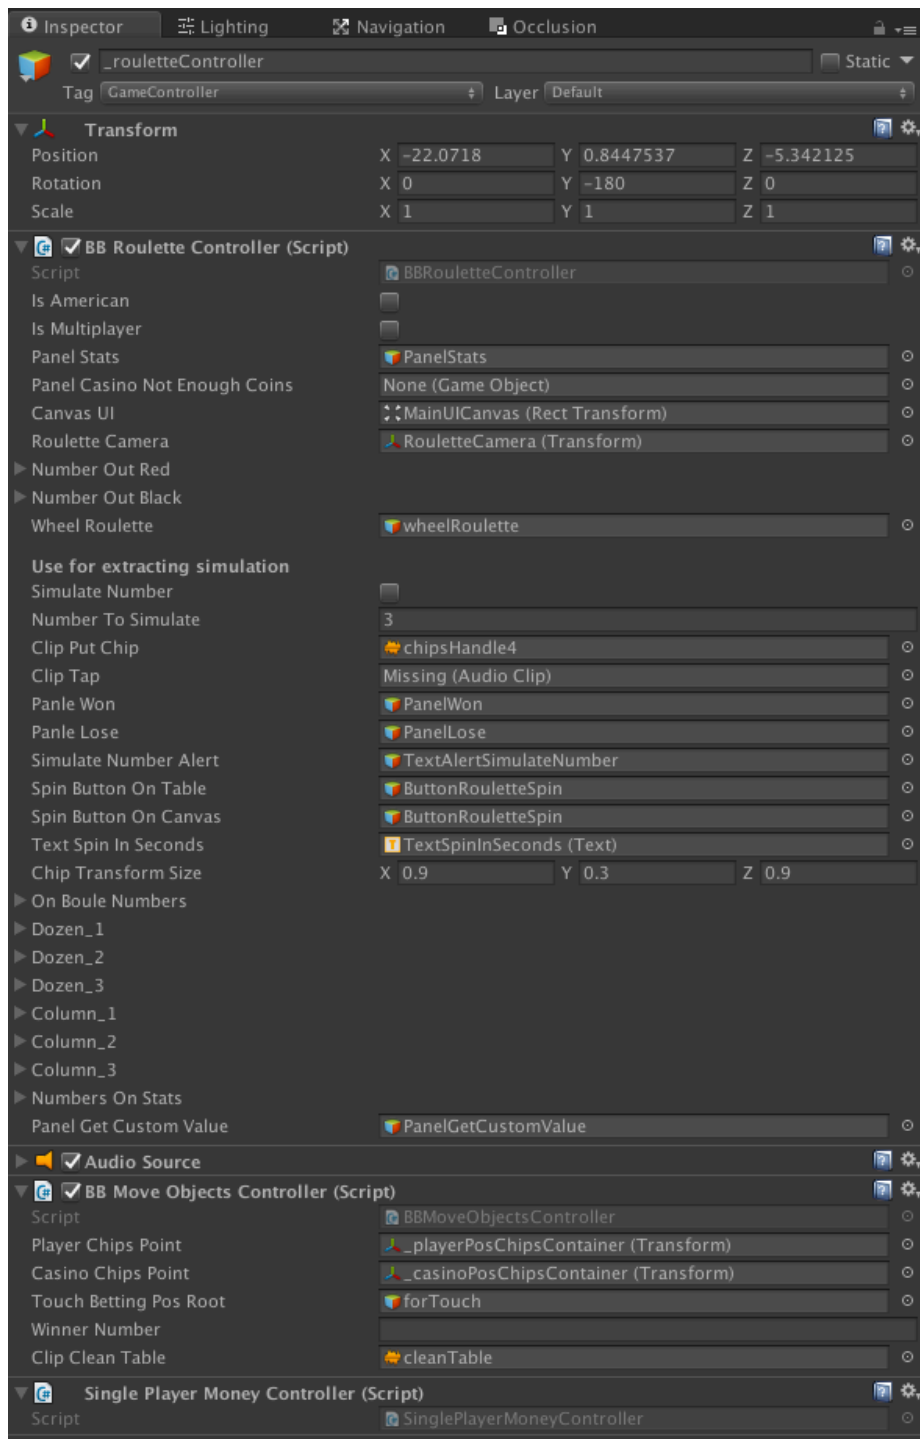 Inspector Lighting Navigation Occlusion
_rouletteController Static
Tag GameController Layer Default
Transform
Position X -22.0718 Y 0.8447537 Z -5.342125
Rotation X 0 Y -180 Z 0
Scale X 1 Y 1 Z 1
BB Roulette Controller (Script)
Script BBRouletteController
Is American
Is Multiplayer
Panel Stats PanelStats
Panel Casino Not Enough Coins None (Game Object)
Canvas UI MainUICanvas (Rect Transform)
Roulette Camera RouletteCamera (Transform)
Number Out Red
Number Out Black
Wheel Roulette wheelRoulette
Use for extracting simulation
Simulate Number
Number To Simulate 3
Clip Put Chip chipsHandle4
Clip Tap Missing (Audio Clip)
Panle Won PanelWon
Panle Lose PanelLose
Simulate Number Alert TextAlertSimulateNumber
Spin Button On Table ButtonRouletteSpin
Spin Button On Canvas ButtonRouletteSpin
Text Spin In Seconds TextSpinInSeconds (Text)
Chip Transform Size X 0.9 Y 0.3 Z 0.9
On Boule Numbers
Dozen_1
Dozen_2
Dozen_3
Column_1
Column_2
Column_3
Numbers On Stats
Panel Get Custom Value PanelGetCustomValue
Audio Source
BB Move Objects Controller (Script)
Script BBMoveObjectsController
Player Chips Point _playerPosChipsContainer (Transform)
Casino Chips Point _casinoPosChipsContainer (Transform)
Touch Betting Pos Root forTouch
Winner Number
Clip Clean Table cleanTable
Single Player Money Controller (Script)
Script SinglePlayerMoneyController